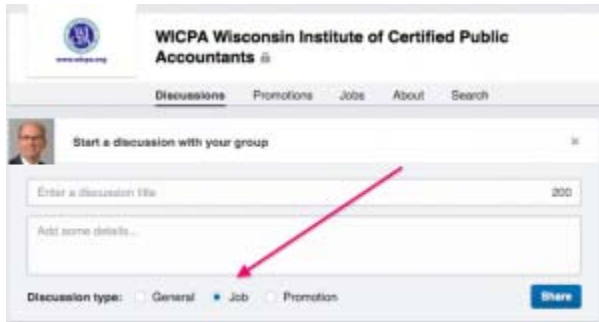 www.wicpa.org
WICPA Wisconsin Institute of Certified Public
Accountants
Discussions Promotions Jobs About Search
Start a discussion with your group
Enter a discussion title 200
Add some details...
Discussion type: General Job Promotion Share